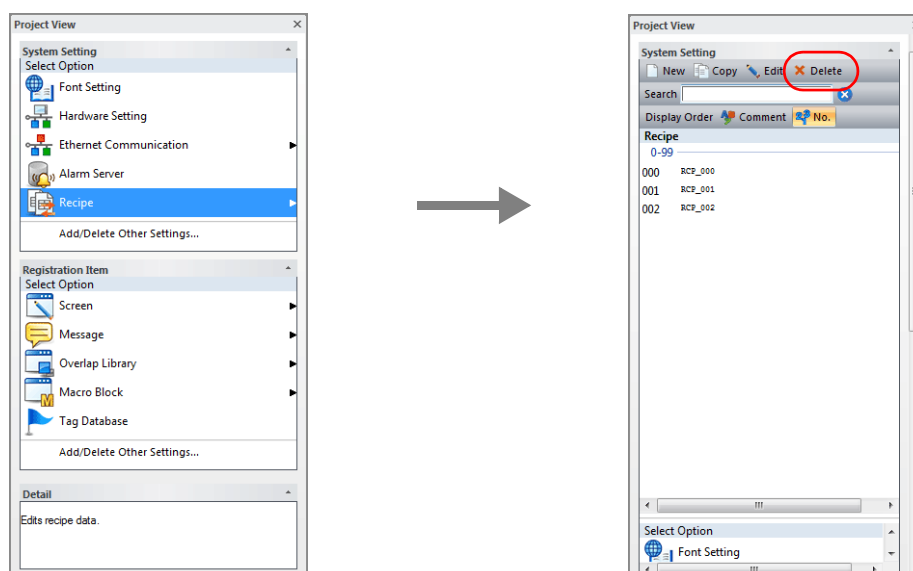 Project View
System Setting
Select Option
Font Setting
Hardware Setting
Ethernet Communication
Alarm Server
Recipe
Add/Delete Other Settings...
Registration Item
Select Option
Screen
Message
Overlap Library
Macro Block
Tag Database
Add/Delete Other Settings...
Detail
Edits recipe data.
Project View
System Setting
New Copy Edit Delete
Search
Display Order Comment No.
Recipe
0-99
000 RCP_000
001 RCP_001
002 RCP_002
Select Option
Font Setting